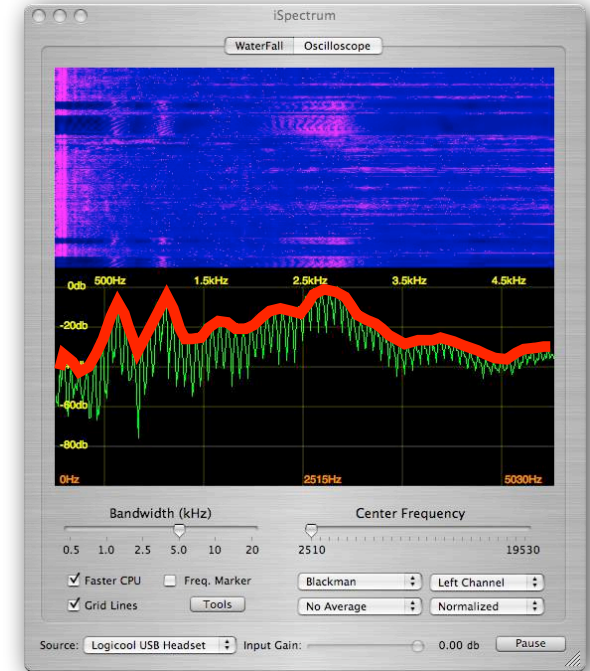 iSpectrum
WaterFall Oscilloscope
0db 500Hz 1.5kHz 2.5kHz 3.5kHz 4.5kHz
-20db
-60db
-80db
0Hz 2515Hz 5030Hz
Bandwidth (kHz) Center Frequency
0.5 1.0 2.5 5.0 10 20 2510 19530
Faster CPU Freq. Marker Blackman Left Channel
Grid Lines Tools No Average Normalized
Source: Logicool USB Headset Input Gain: 0.00 db Pause